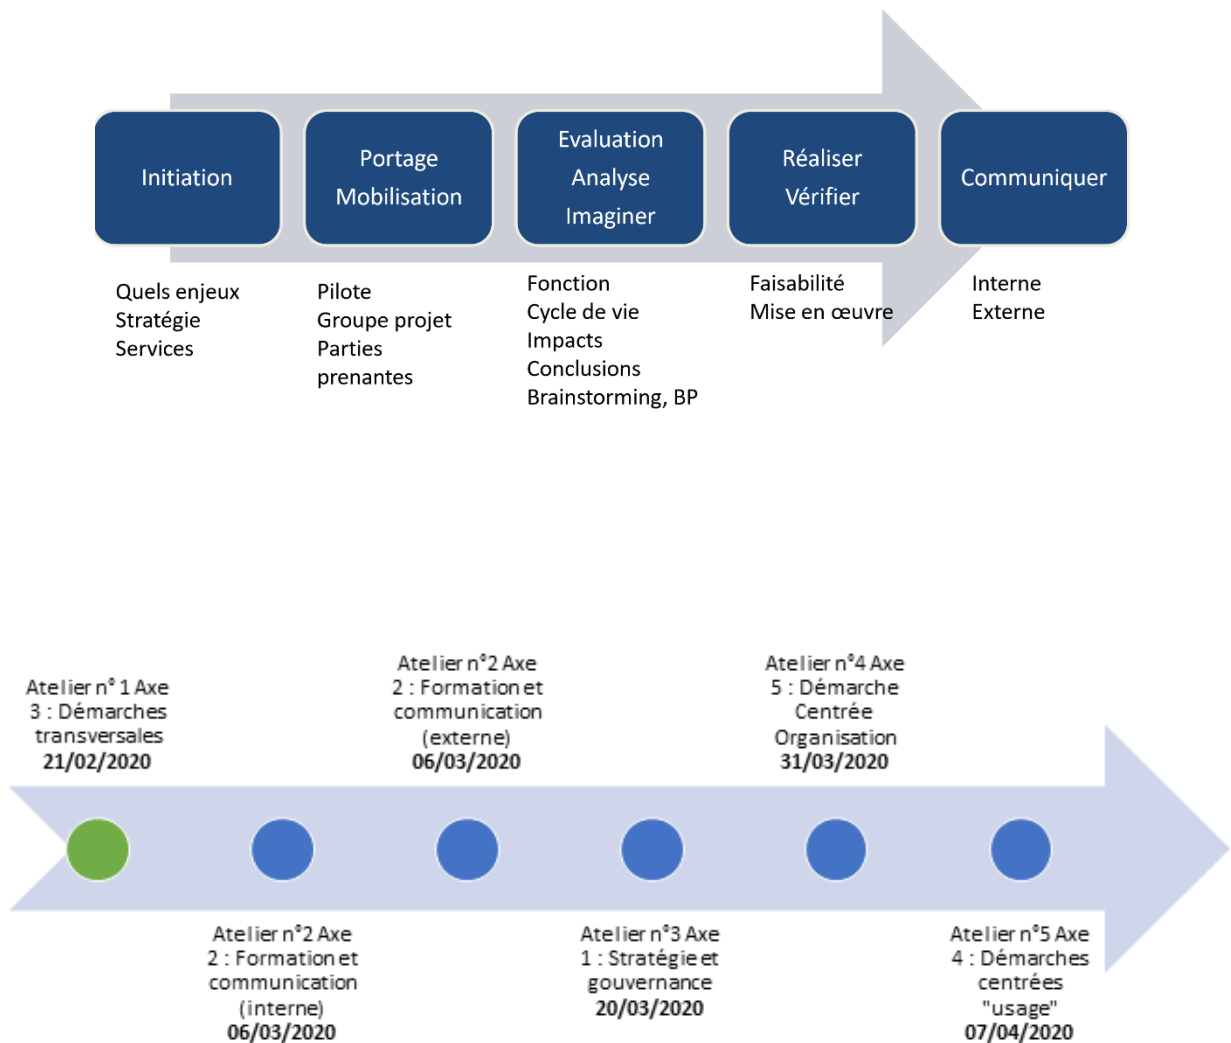 Initiation
Portage
Mobilisation
Evaluation
Analyse
Imaginer
Réaliser
Vérifier
Communiquer
Quels enjeux
Stratégie
Services
Pilote
Groupe projet
Parties
prenantes
Fonction
Cycle de vie
Impacts
Conclusions
Brainstorming, BP
Faisabilité
Mise en œuvre
Interne
Externe
Atelier n° 1 Axe
3 : Démarches
transversales
21/02/2020
Atelier n°2 Axe
2 : Formation et
communication
(interne)
06/03/2020
Atelier n°2 Axe
2 : Formation et
communication
(externe)
06/03/2020
Atelier n°3 Axe
1 : Stratégie et
gouvernance
20/03/2020
Atelier n°4 Axe
5 : Démarche
Centrée
Organisation
31/03/2020
Atelier n°5 Axe
4 : Démarches
centrées
"usage"
07/04/2020